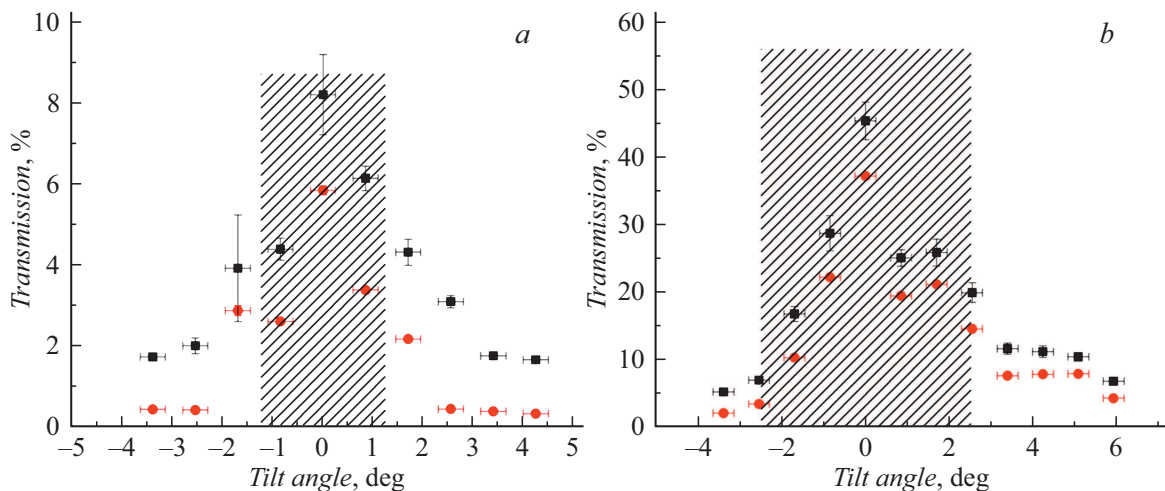 a
10
8
6
4
2
0
Transmission, %
–5 –4 –3 –2 –1 0 1 2 3 4 5
Tilt angle, deg
b
60
50
40
30
20
10
0
Transmission, %
–4 –2 0 2 4 6
Tilt angle, deg